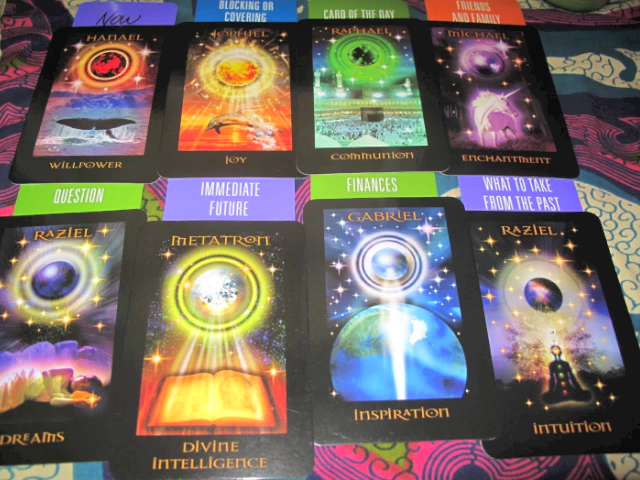 Now
BLOCKING OR
COVERING
CARD OF THE DAY
FRIENDS
AND FAMILY
HANAEL
JOPHIEL
RAPHAEL
MICHAEL
WILLPOWER
JOY
COMMUNION
ENCHANTMENT
QUESTION
IMMEDIATE
FUTURE
FINANCES
WHAT TO TAKE
FROM THE PAST
RAZIEL
METATRON
GABRIEL
RAZIEL
DREAMS
DIVINE
INTELLIGENCE
INSPIRATION
INTUITION